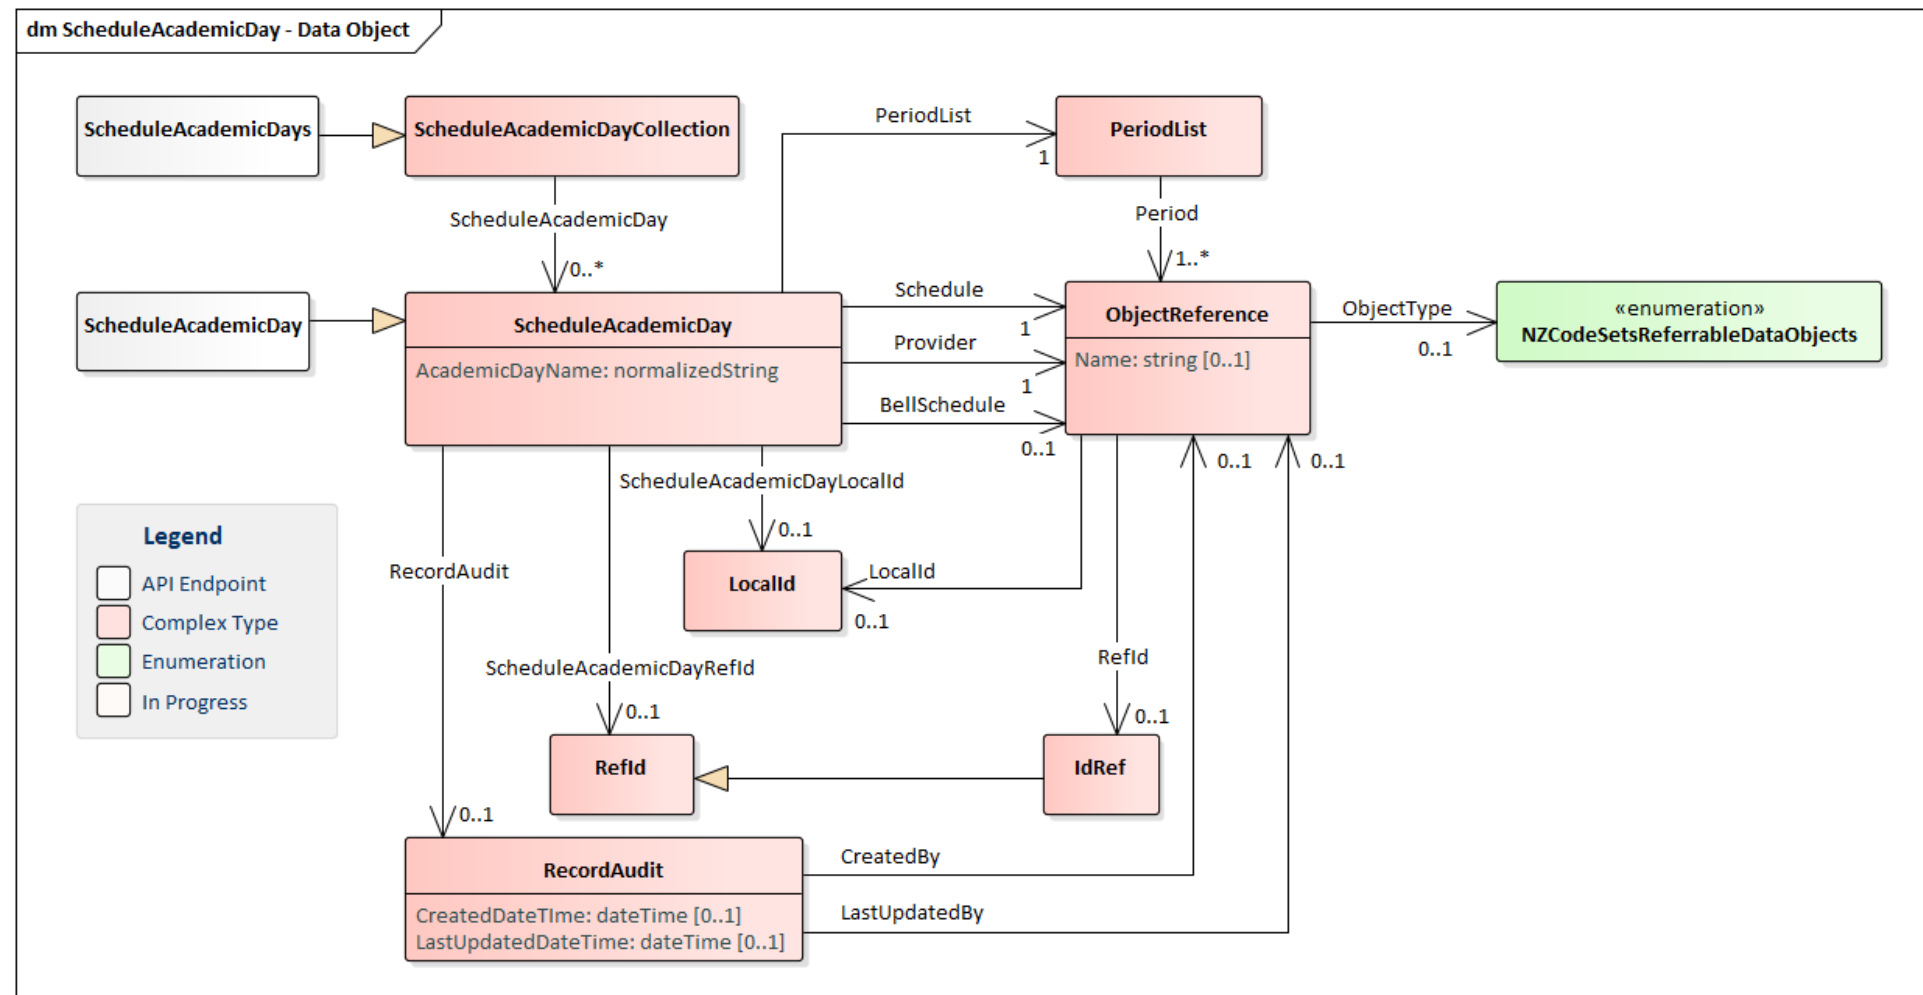 dm ScheduleAcademicDay - Data Object
ScheduleAcademicDays
ScheduleAcademicDayCollection
PeriodList
1
PeriodList
ScheduleAcademicDay
0..*
Period
1..*
ScheduleAcademicDay
ScheduleAcademicDay
AcademicDayName: normalizedString
Schedule
1
Provider
1
BellSchedule
0..1
ObjectReference
Name: string [0..1]
ObjectType
0..1
«enumeration»
NZCodeSetsReferrableDataObjects
0..1
0..1
ScheduleAcademicDayLocalId
0..1
Legend
API Endpoint
Complex Type
Enumeration
In Progress
RecordAudit
LocalId
LocalId
0..1
ScheduleAcademicDayRefId
0..1
RefId
0..1
RefId
IdRef
0..1
RecordAudit
CreatedDateTIme: dateTime [0..1]
LastUpdatedDateTime: dateTime [0..1]
CreatedBy
LastUpdatedBy